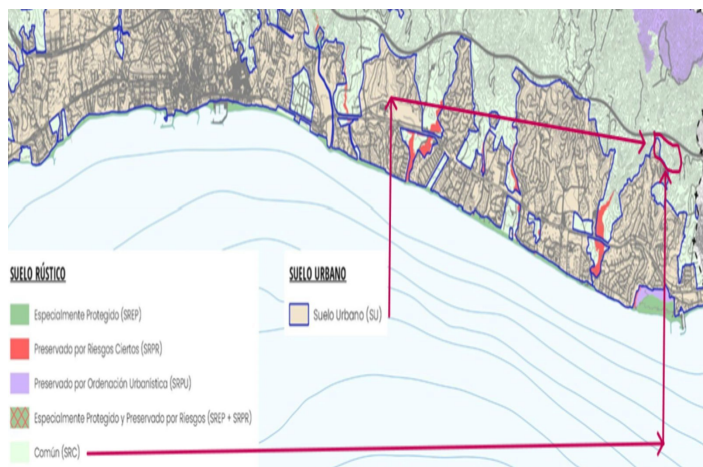 SUELO RÚSTICO
Especialmente Protegido (SREP)
Preservado por Riesgos Ciertos (SRPR)
Preservado por Ordenación Urbanística (SRPU)
Especialmente Protegido y Preservado por Riesgos (SREP + SRPR)
Común (SRC)
SUELO URBANO
Suelo Urbano (SU)